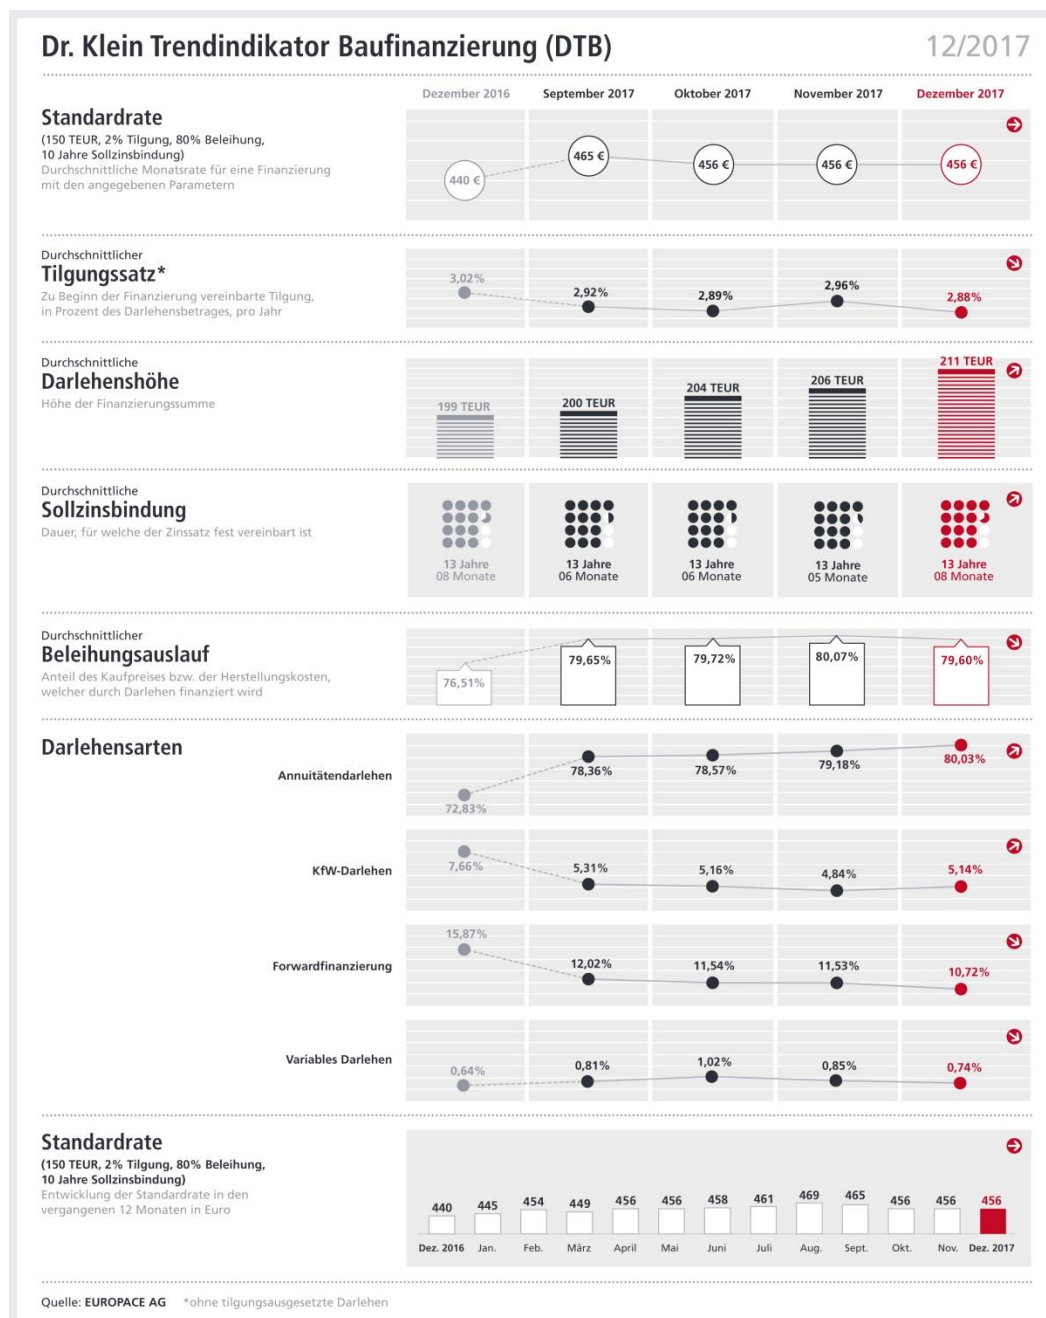 Dr. Klein Trendindikator Baufinanzierung (DTB)
12/2017
Dezember 2016
September 2017
Oktober 2017
November 2017
Dezember 2017
Standardrate
(150 TEUR, 2% Tilgung, 80% Beleihung,
10 Jahre Sollzinsbindung)
Durchschnittliche Monatsrate für eine Finanzierung
mit den angegebenen Parametern
440 €
465 €
456 €
456 €
456 €
Durchschnittlicher
Tilgungssatz*
Zu Beginn der Finanzierung vereinbarte Tilgung,
in Prozent des Darlehensbetrages, pro Jahr
3,02%
2,92%
2,89%
2,96%
2,88%
Durchschnittliche
Darlehenshöhe
Höhe der Finanzierungssumme
199 TEUR
200 TEUR
204 TEUR
206 TEUR
211 TEUR
Durchschnittliche
Sollzinsbindung
Dauer, für welche der Zinssatz fest vereinbart ist
13 Jahre
08 Monate
13 Jahre
06 Monate
13 Jahre
06 Monate
13 Jahre
05 Monate
13 Jahre
08 Monate
Durchschnittlicher
Beleihungsauslauf
Anteil des Kaufpreises bzw. der Herstellungskosten,
welcher durch Darlehen finanziert wird
76,51%
79,65%
79,72%
80,07%
79,60%
Darlehensarten
Annuitätendarlehen
72,83%
78,36%
78,57%
79,18%
80,03%
KfW-Darlehen
7,66%
5,31%
5,16%
4,84%
5,14%
Forwardfinanzierung
15,87%
12,02%
11,54%
11,53%
10,72%
Variables Darlehen
0,64%
0,81%
1,02%
0,85%
0,74%
Standardrate
(150 TEUR, 2% Tilgung, 80% Beleihung,
10 Jahre Sollzinsbindung)
Entwicklung der Standardrate in den
vergangenen 12 Monaten in Euro
440 445 454 449 456 456 458 461 469 465 456 456 456
Dez. 2016 Jan. Feb. März April Mai Juni Juli Aug. Sept. Okt. Nov. Dez. 2017
Quelle: EUROPACE AG *ohne tilgungsausgesetzte Darlehen